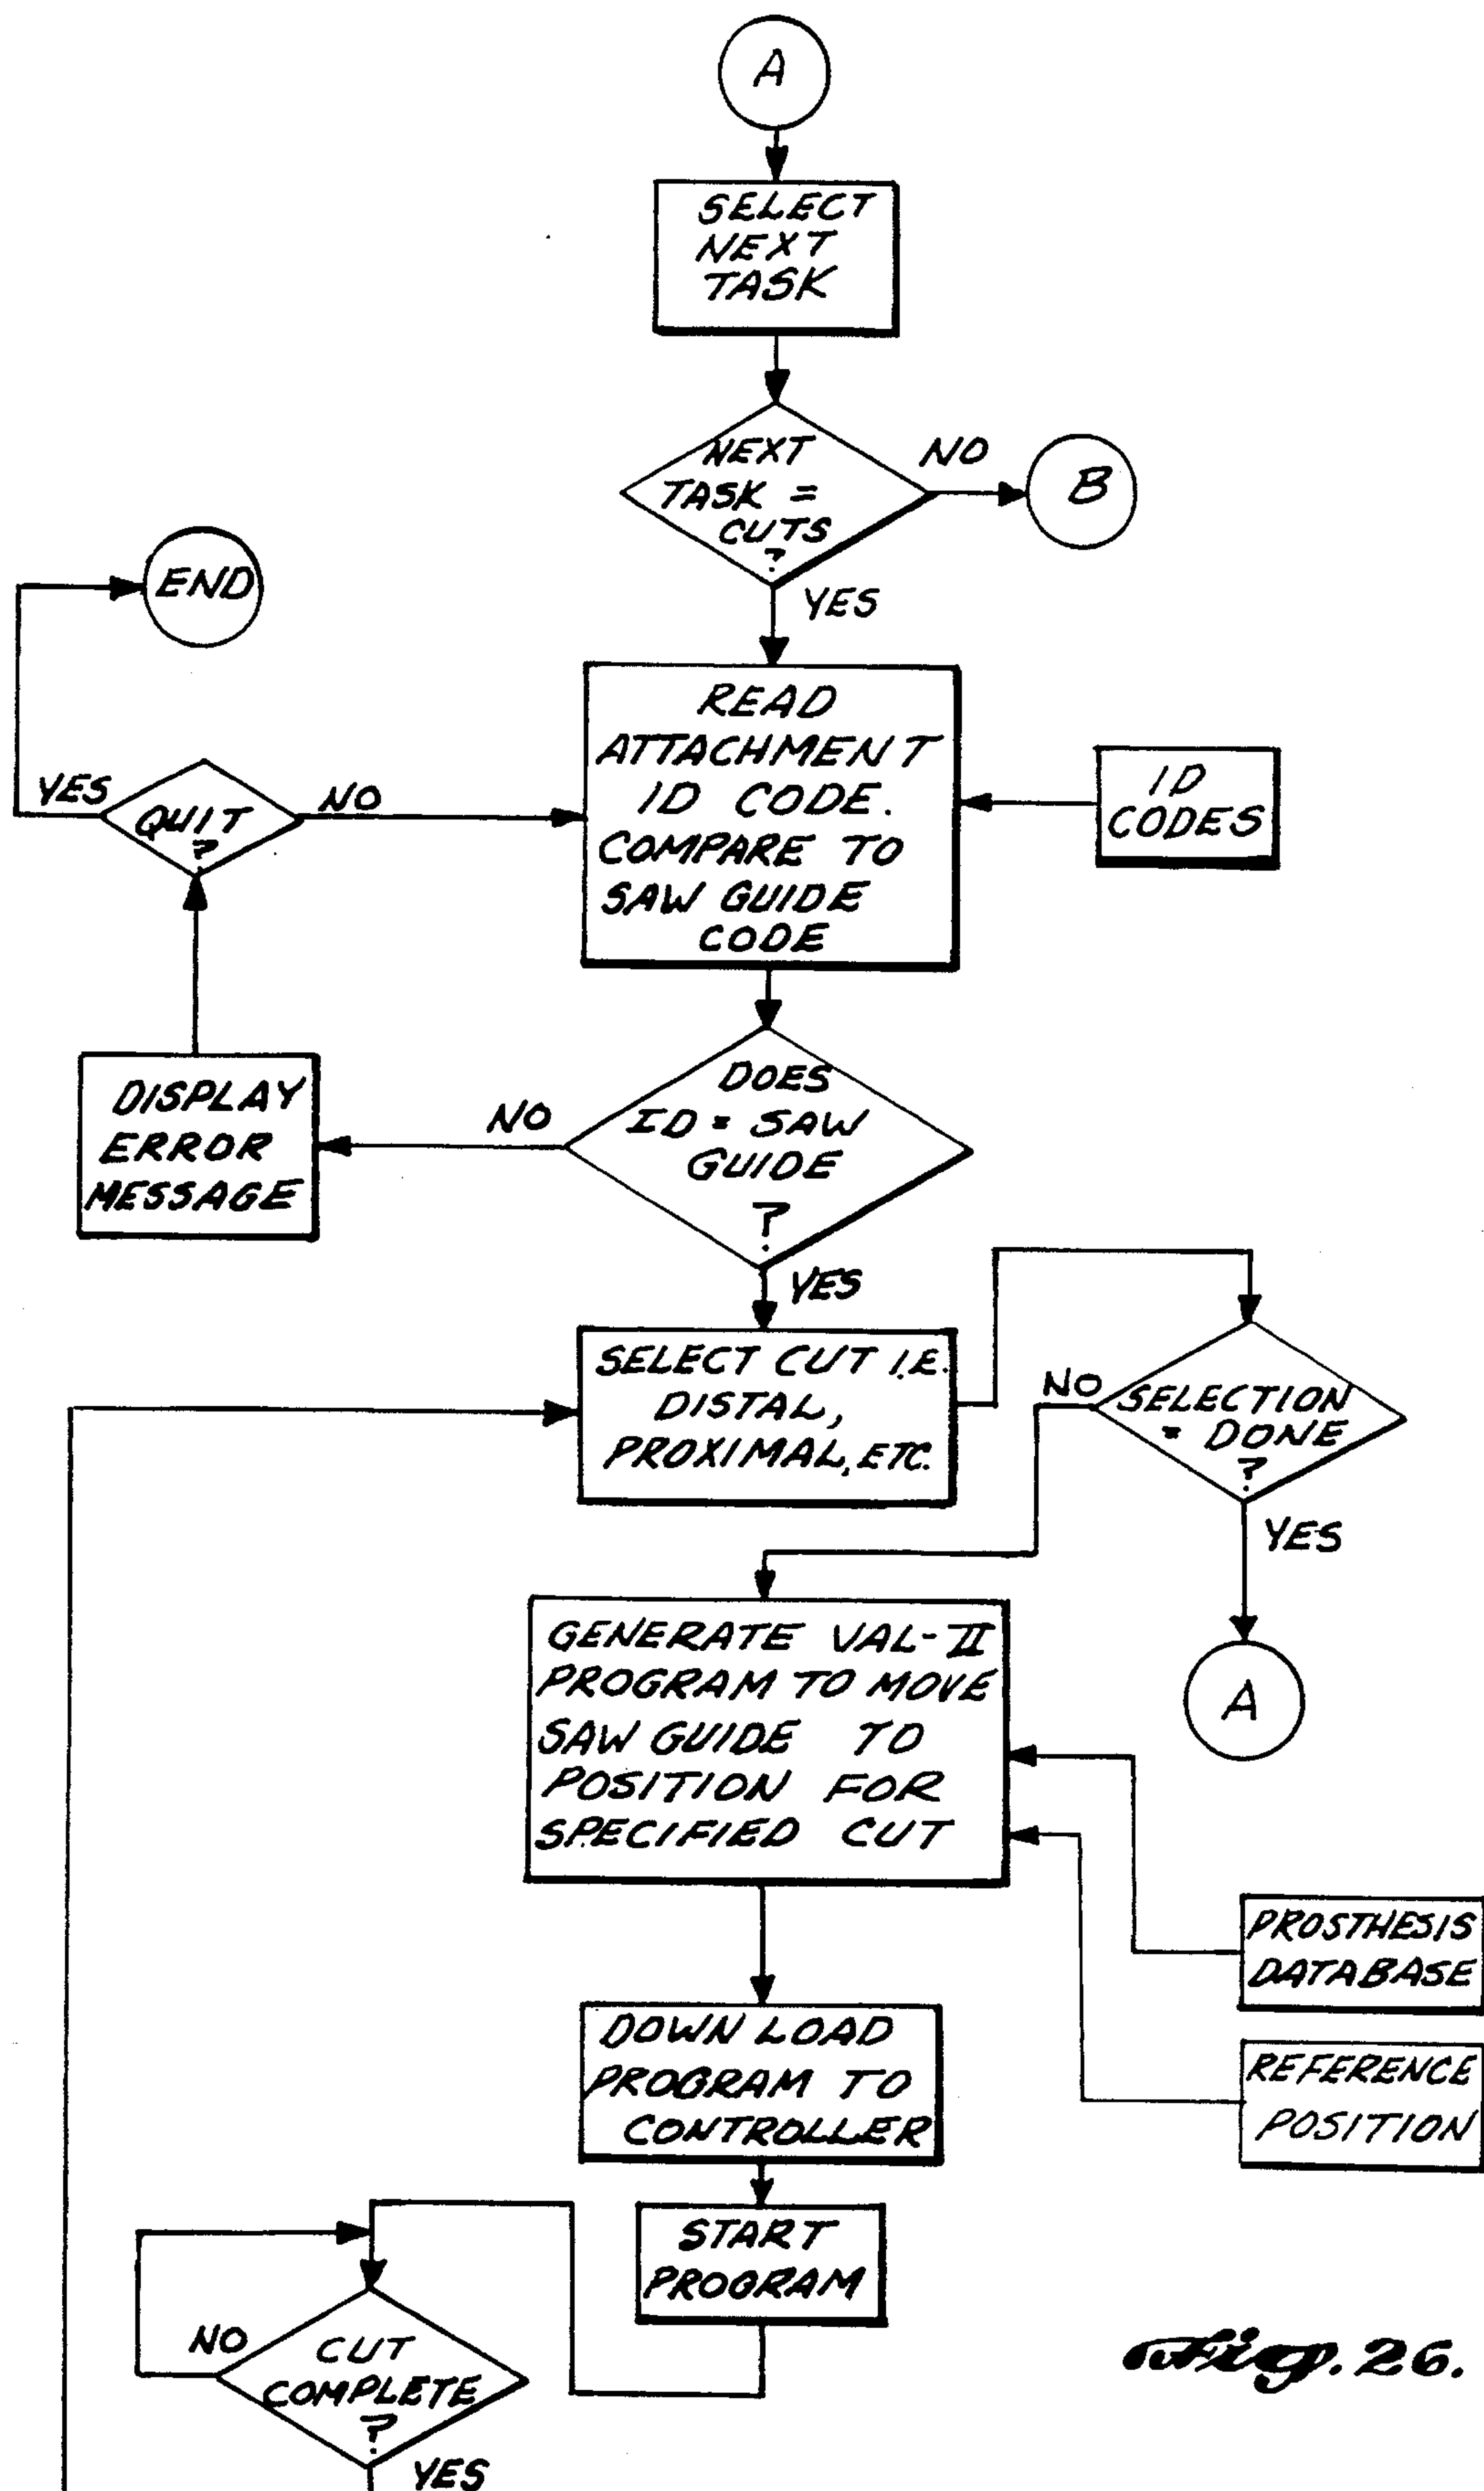 A
SELECT
NEXT
TASK
NEXT
TASK =
CUTS
?
NO
B
YES
END
READ
ATTACHMENT
ID CODE.
COMPARE TO
SAW GUIDE
CODE
ID
CODES
YES
QUIT
?
NO
DISPLAY
ERROR
MESSAGE
NO
DOES
ID = SAW
GUIDE
?
YES
SELECT CUT I.E.
DISTAL,
PROXIMAL, ETC.
NO
SELECTION
= DONE
?
YES
A
GENERATE VAL-II
PROGRAM TO MOVE
SAW GUIDE TO
POSITION FOR
SPECIFIED CUT
PROSTHESIS
DATABASE
REFERENCE
POSITION
DOWN LOAD
PROGRAM TO
CONTROLLER
START
PROGRAM
NO
CUT
COMPLETE
?
YES
Fig. 26.